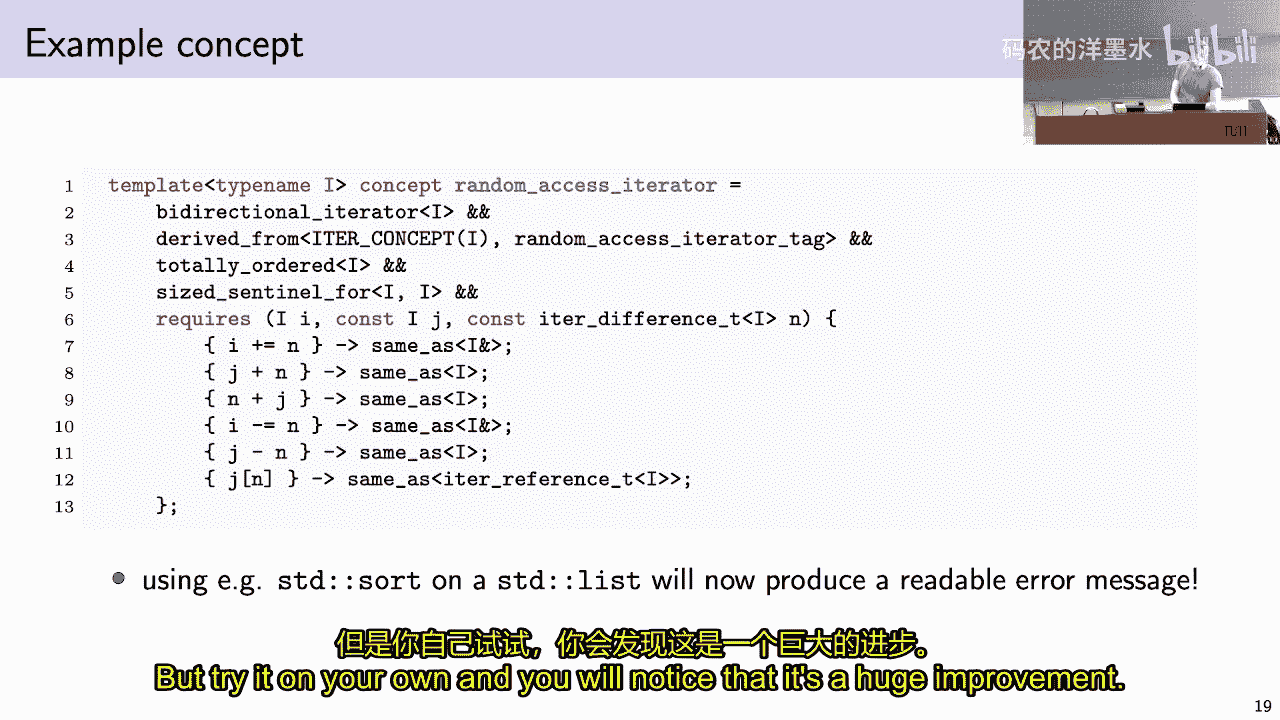 Example concept
码农的洋墨水 bilibili
1 template<typename I> concept random_access_iterator =
2 bidirectional_iterator<I> &&
3 derived_from<ITER_CONCEPT(I), random_access_iterator_tag> &&
4 totally_ordered<I> &&
5 sized_sentinel_for<I, I> &&
6 requires (I i, const I j, const iter_difference_t<I> n) {
7 { i += n } -> same_as<I&>;
8 { j + n } -> same_as<I>;
9 { n + j } -> same_as<I>;
10 { i -= n } -> same_as<I&>;
11 { j - n } -> same_as<I>;
12 { j[n] } -> same_as<iter_reference_t<I>>;
13 };
• using e.g. std::sort on a std::list will now produce a readable error message!
但是你自己试试，你会发现这是一个巨大的进步。
But try it on your own and you will notice that it's a huge improvement.
19